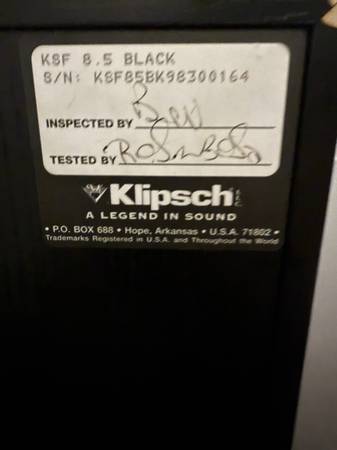 KSF 8.5 BLACK
S/N: KSF85BK98300164
INSPECTED BY
TESTED BY
Klipsch
A LEGEND IN SOUND
• P.O. BOX 688 • Hope, Arkansas • U.S.A. 71802 •
Trademarks Registered in U.S.A. and Throughout the World